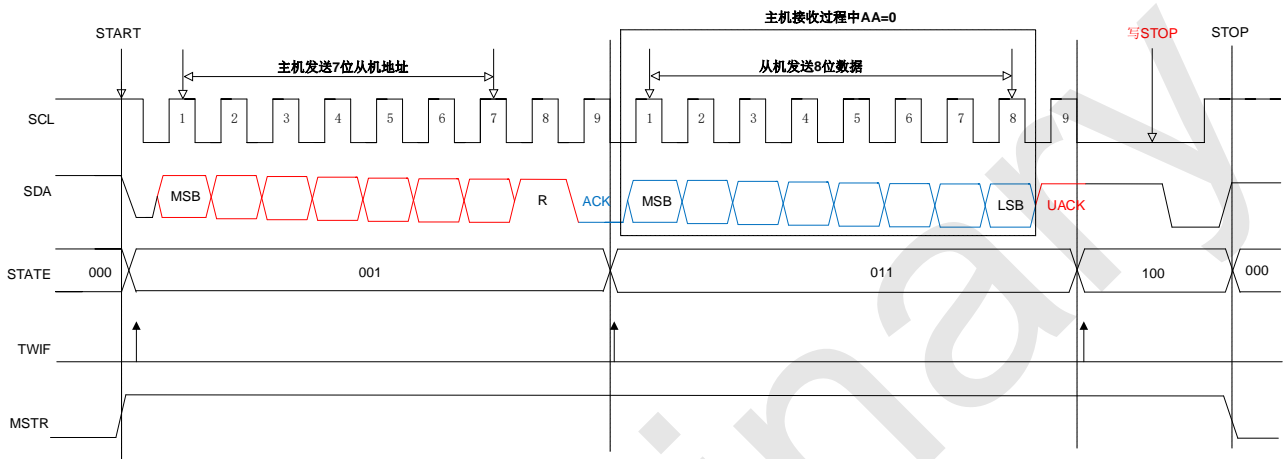 主机接收过程中AA=0
START
写STOP
STOP
主机发送7位从机地址
从机发送8位数据
SCL
1 2 3 4 5 6 7 8 9 1 2 3 4 5 6 7 8 9
SDA
MSB R ACK MSB LSB UACK
STATE
000 001 011 100 000
TWIF
MSTR
inary